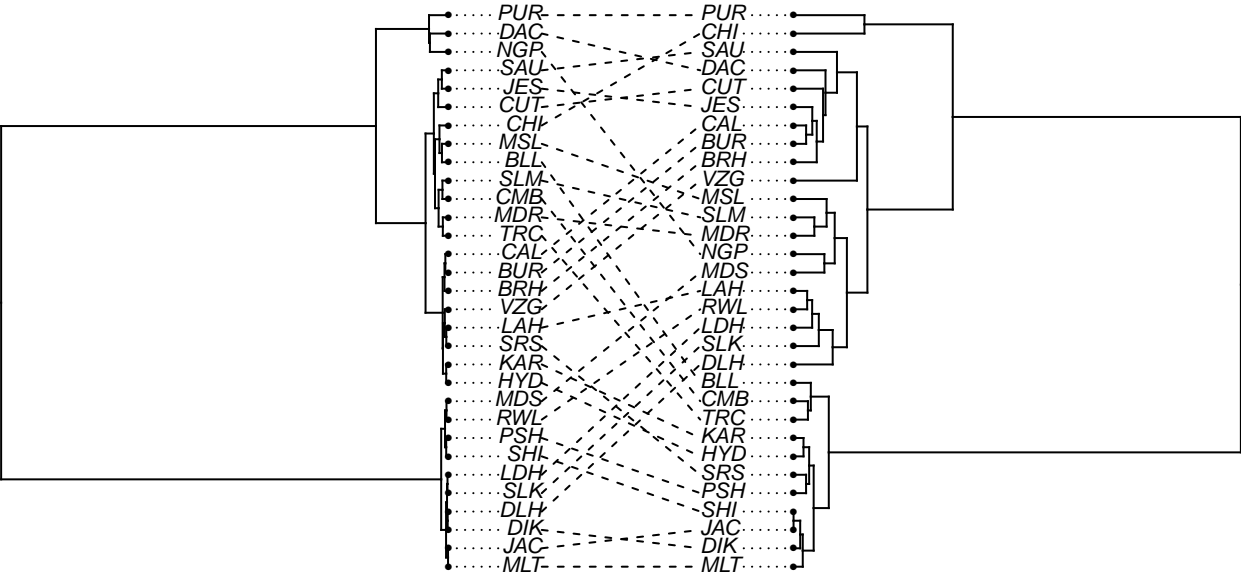 PUR PUR
DAC CHI
NGP SAU
SAU DAC
JES CUT
CUT JES
CHI CAL
MSL BUR
BLL BRH
SLM VZG
CMB MSL
MDR SLM
TRC MDR
CAL NGP
BUR MDS
BRH LAH
VZG RWL
LAH LDH
SRS SLK
KAR DLH
HYD BLL
MDS CMB
RWL TRC
PSH KAR
SHI HYD
LDH SRS
SLK PSH
DLH SHI
DIK JAC
JAC DIK
MLT MLT